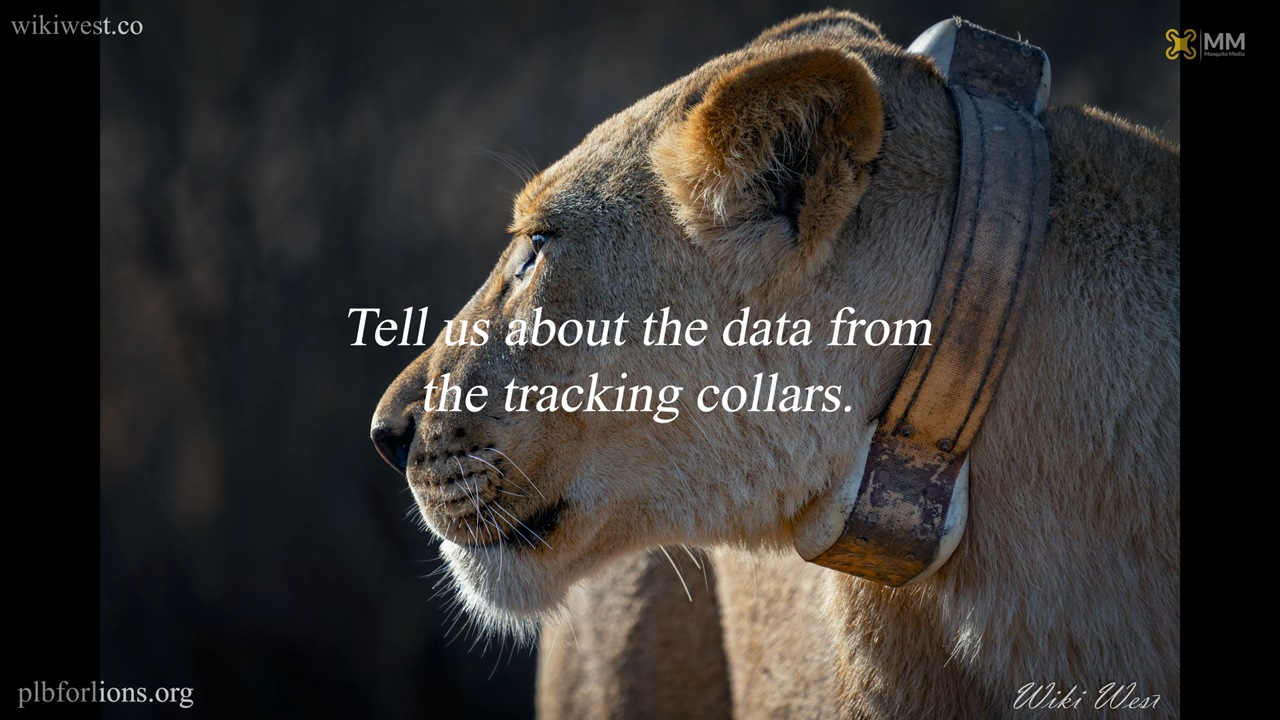 wikiwest.co
MM
Mosquito Media
Tell us about the data from
the tracking collars.
plbforlions.org
Wiki West